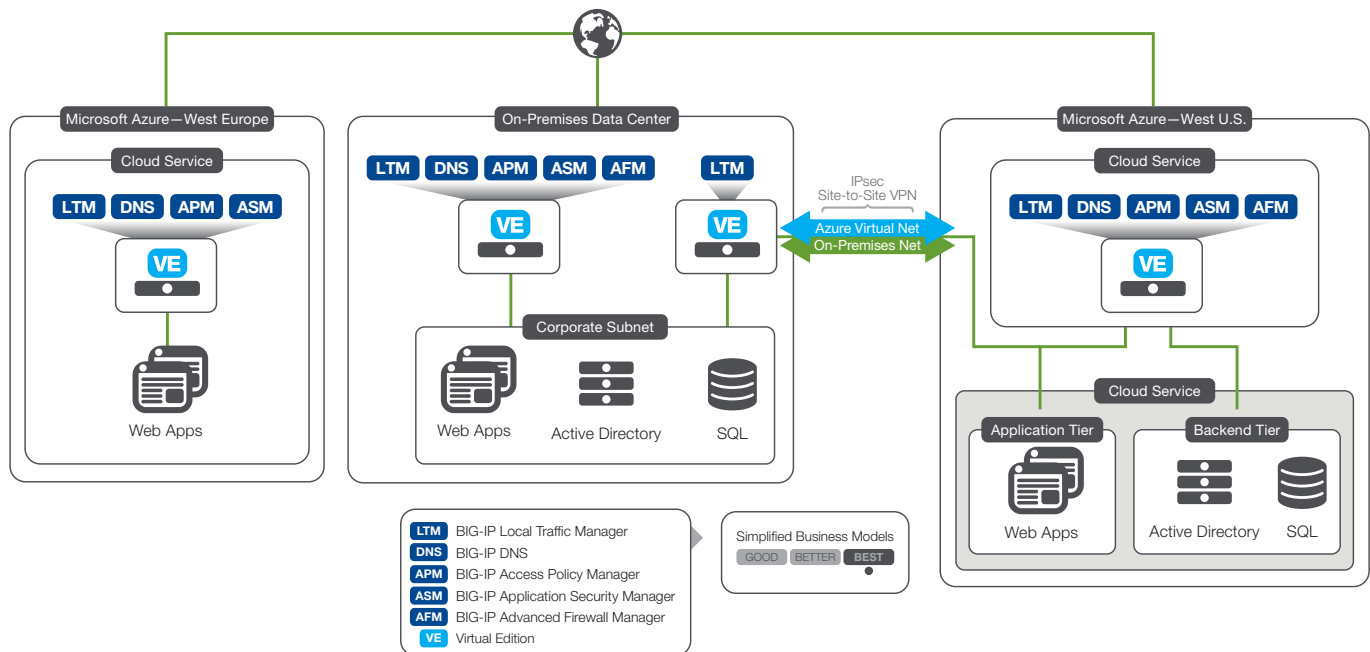 Microsoft Azure—West Europe
Cloud Service
LTM DNS APM ASM
VE
Web Apps
On-Premises Data Center
LTM DNS APM ASM AFM
VE
LTM
VE
Corporate Subnet
Web Apps
Active Directory
SQL
IPsec
Site-to-Site VPN
Azure Virtual Net
On-Premises Net
Microsoft Azure—West U.S.
Cloud Service
LTM DNS APM ASM AFM
VE
Cloud Service
Application Tier
Web Apps
Backend Tier
Active Directory
SQL
LTM BIG-IP Local Traffic Manager
DNS BIG-IP DNS
APM BIG-IP Access Policy Manager
ASM BIG-IP Application Security Manager
AFM BIG-IP Advanced Firewall Manager
VE Virtual Edition
Simplified Business Models
GOOD BETTER BEST